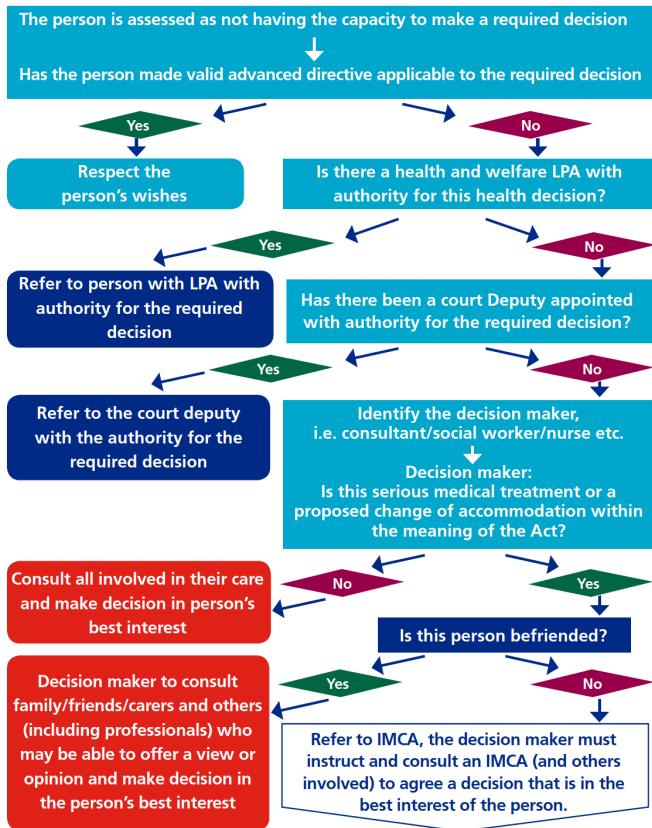 The person is assessed as not having the capacity to make a required decision
Has the person made valid advanced directive applicable to the required decision
Yes
No
Respect the
person's wishes
Is there a health and welfare LPA with
authority for this health decision?
Yes
No
Refer to person with LPA with
authority for the required
decision
Has there been a court Deputy appointed
with authority for the required decision?
Yes
No
Refer to the court deputy
with the authority for the
required decision
Identify the decision maker,
i.e. consultant/social worker/nurse etc.
Decision maker:
Is this serious medical treatment or a
proposed change of accommodation within
the meaning of the Act?
No
Yes
Consult all involved in their care
and make decision in person's
best interest
Is this person befriended?
Yes
No
Decision maker to consult
family/friends/carers and others
(including professionals) who
may be able to offer a view or
opinion and make decision in
the person's best interest
Refer to IMCA, the decision maker must
instruct and consult an IMCA (and others
involved) to agree a decision that is in the
best interest of the person.